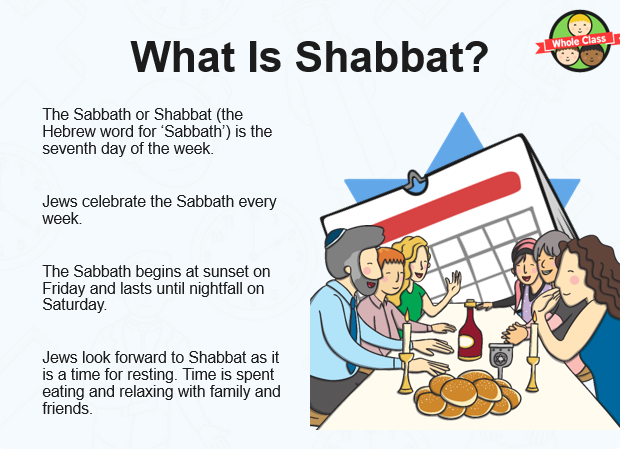 What Is Shabbat?
Whole Class
The Sabbath or Shabbat (the
Hebrew word for ‘Sabbath’) is the
seventh day of the week.
Jews celebrate the Sabbath every
week.
The Sabbath begins at sunset on
Friday and lasts until nightfall on
Saturday.
Jews look forward to Shabbat as it
is a time for resting. Time is spent
eating and relaxing with family and
friends.